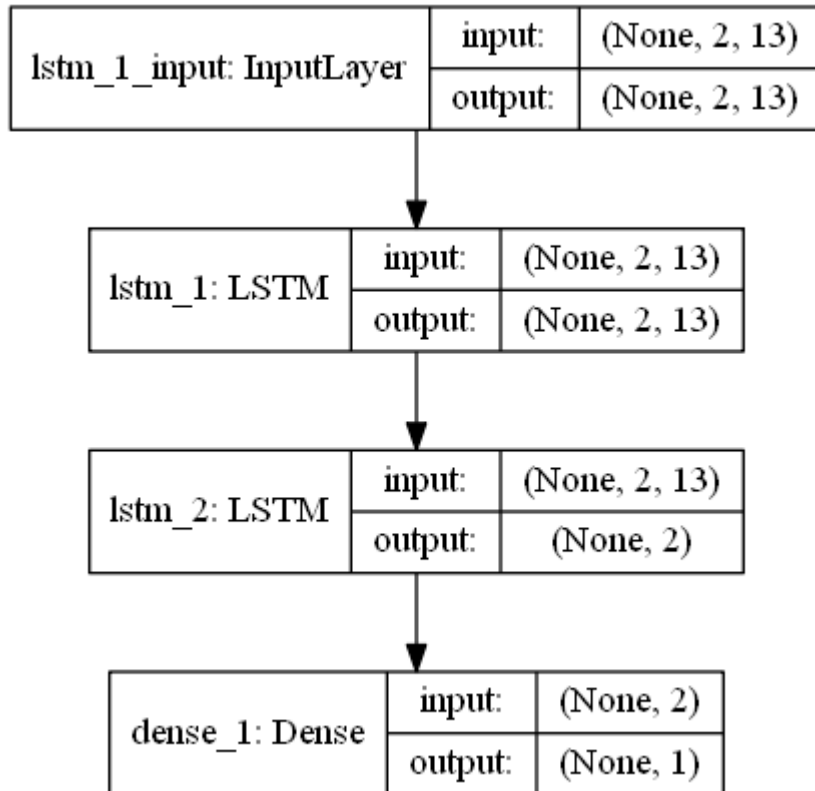 lstm_1_input: InputLayer
input: (None, 2, 13)
output: (None, 2, 13)
lstm_1: LSTM
input: (None, 2, 13)
output: (None, 2, 13)
lstm_2: LSTM
input: (None, 2, 13)
output: (None, 2)
dense_1: Dense
input: (None, 2)
output: (None, 1)